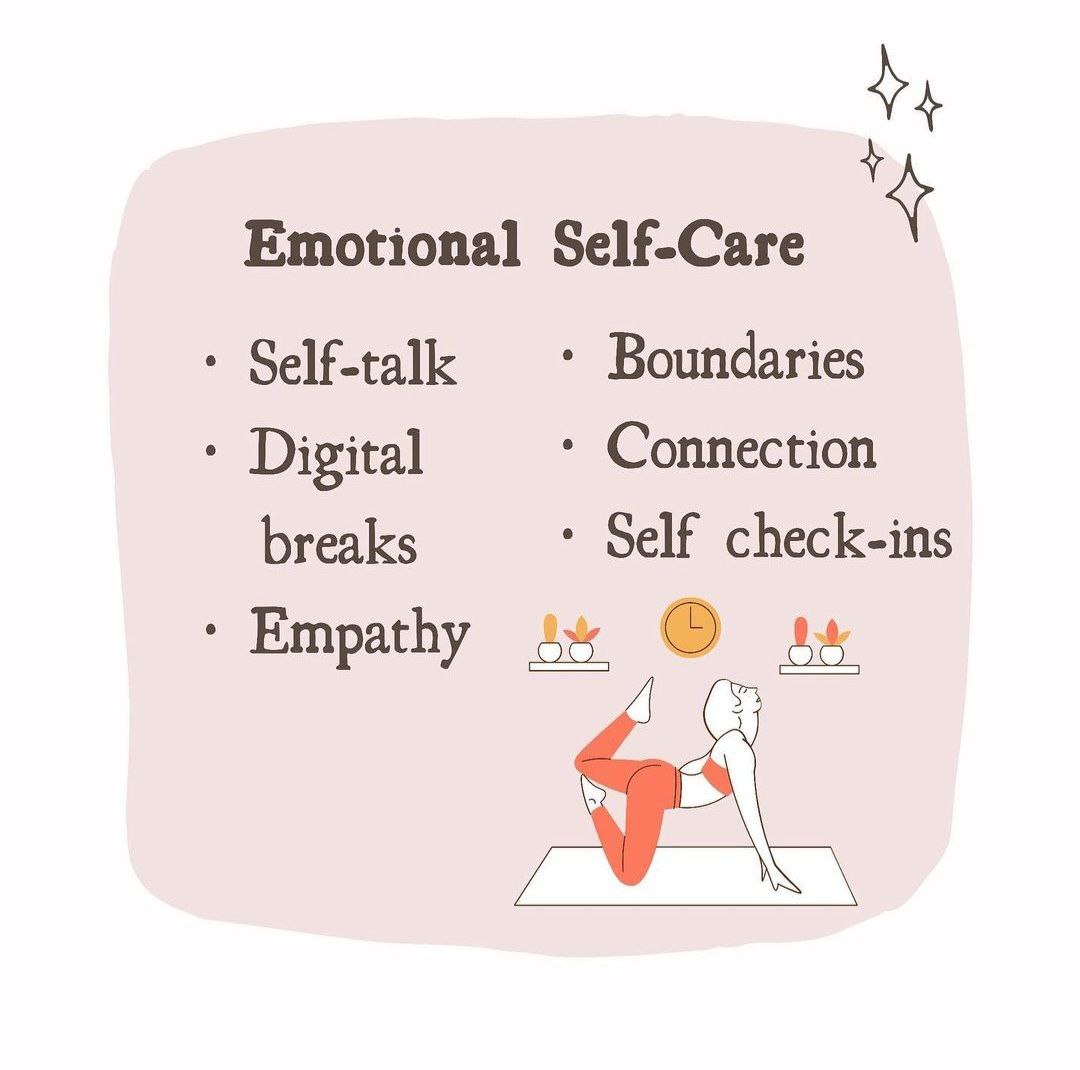 Emotional Self-Care
• Self-talk
• Digital
breaks
• Empathy
• Boundaries
• Connection
• Self check-ins